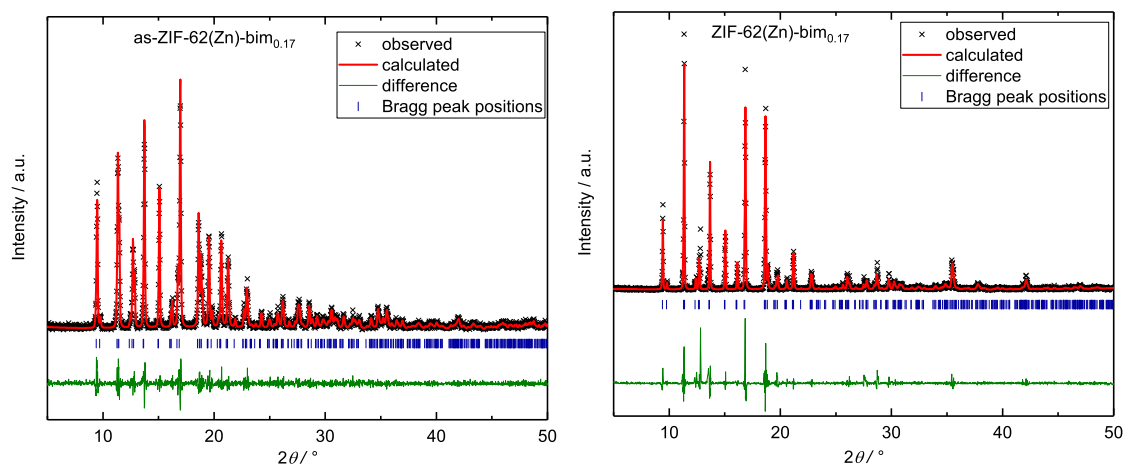 as-ZIF-62(Zn)-bim0.17
observed
calculated
difference
Bragg peak positions
Intensity / a.u.
10 20 30 40 50
2θ / °
ZIF-62(Zn)-bim0.17
observed
calculated
difference
Bragg peak positions
Intensity / a.u.
10 20 30 40 50
2θ / °